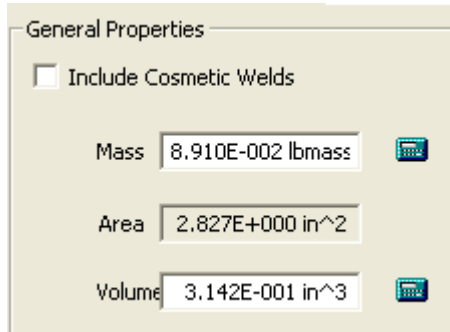 General Properties
Include Cosmetic Welds
Mass 8.910E-002 lbmass
Area 2.827E+000 in^2
Volume 3.142E-001 in^3